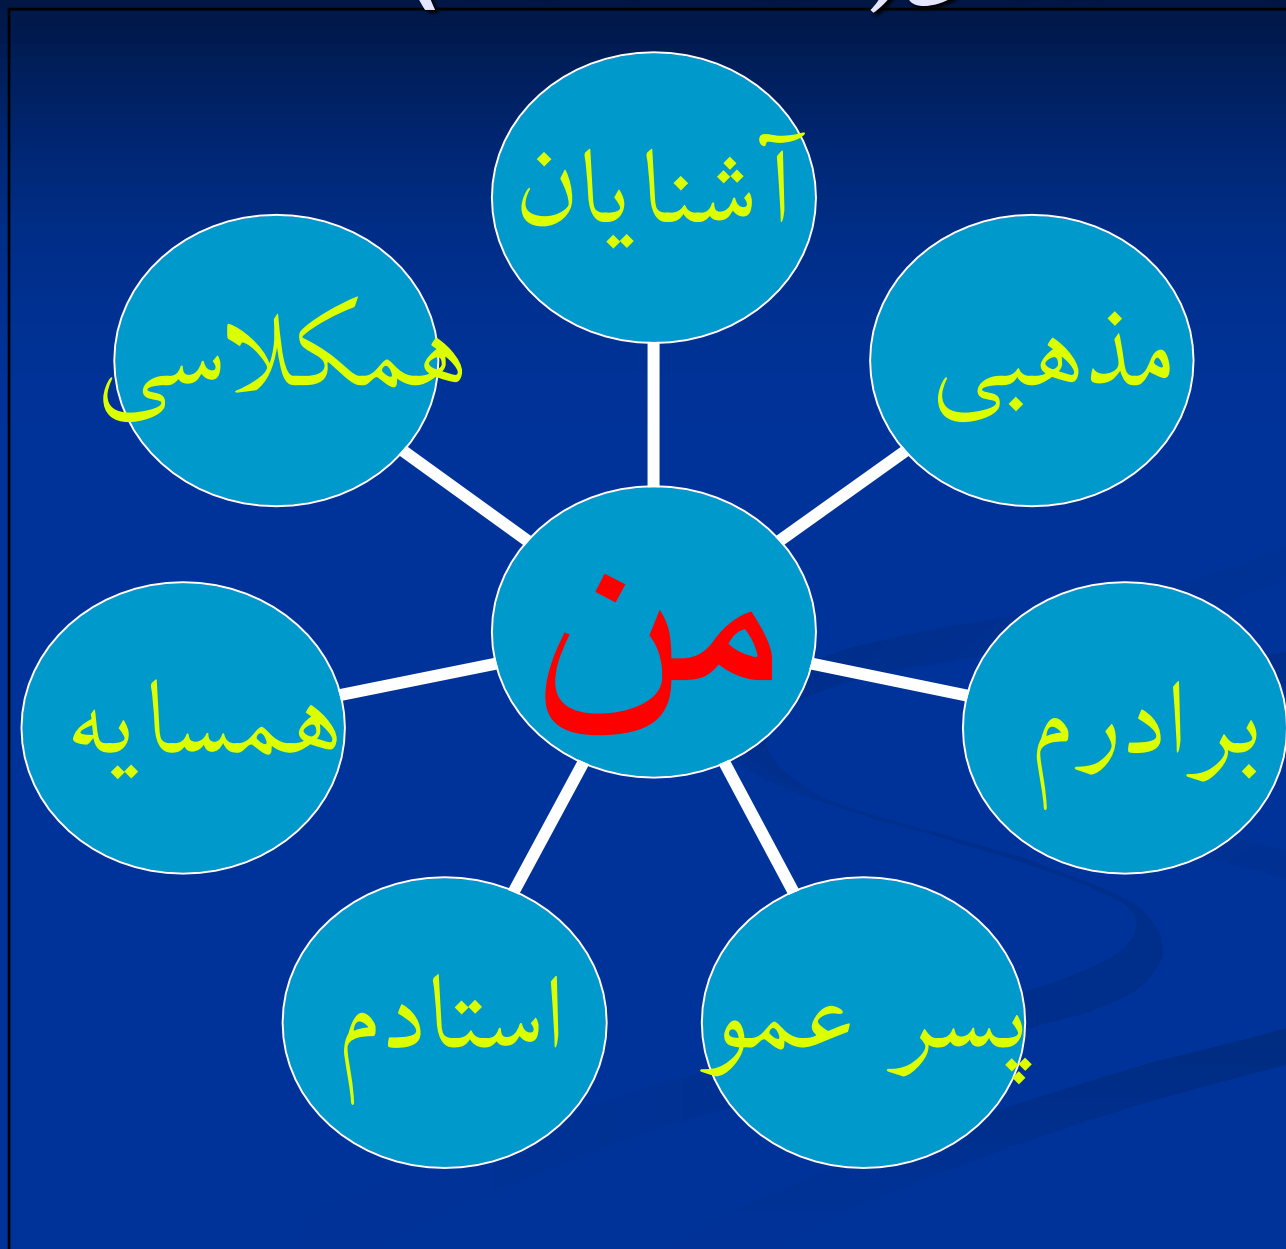 آشنایان
مذهبی
همکلاسی
من
برادرم
همسایه
پسر عمو
استادم